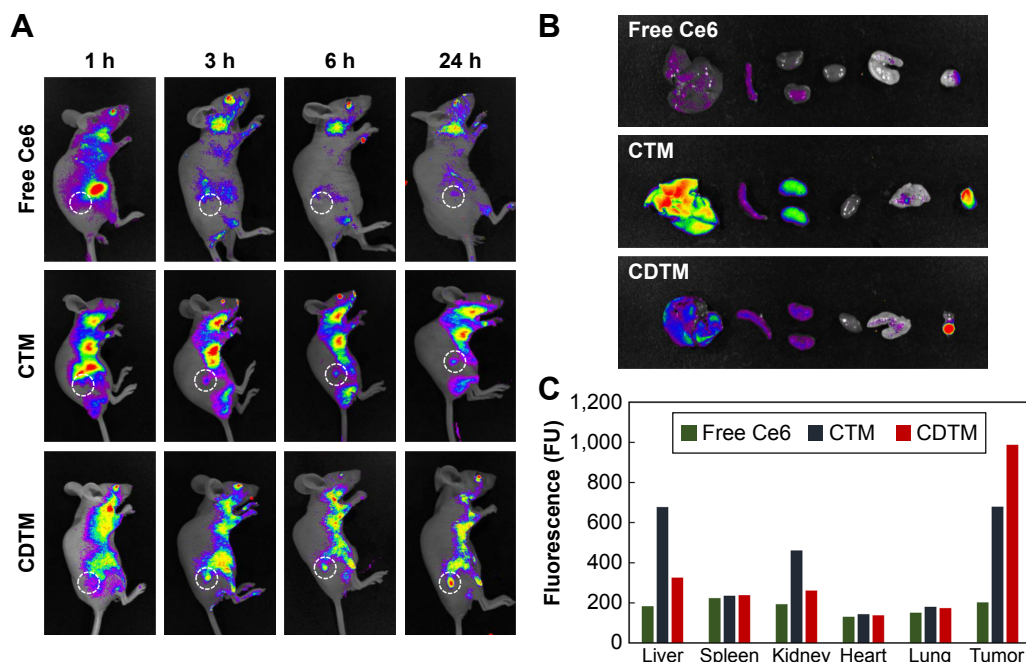 A
1 h 3 h 6 h 24 h
Free Ce6
CTM
CDTM
B
Free Ce6
CTM
CDTM
C
Fluorescence (FU)
1,200
1,000
800
600
400
200
0
Free Ce6 CTM CDTM
Liver Spleen Kidney Heart Lung Tumor